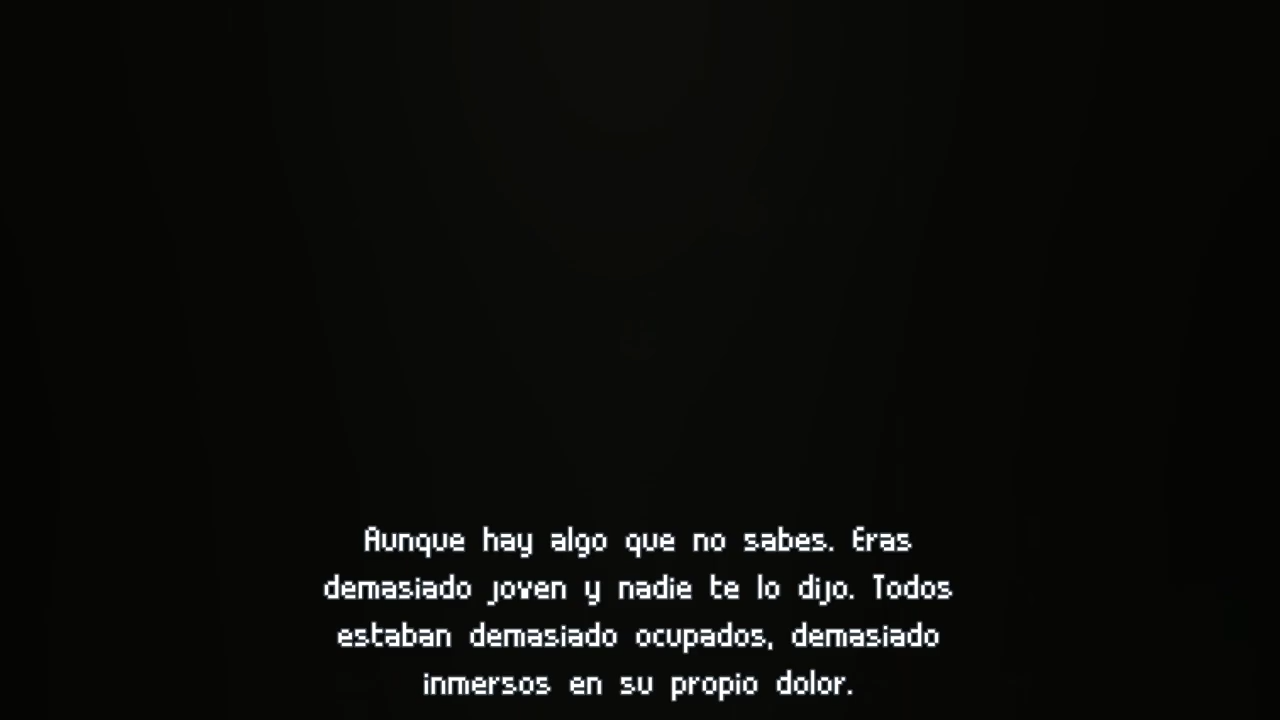 Aunque hay algo que no sabes. Eras
demasiado joven y nadie te lo dijo. Todos
estaban demasiado ocupados, demasiado
inmersos en su propio dolor.